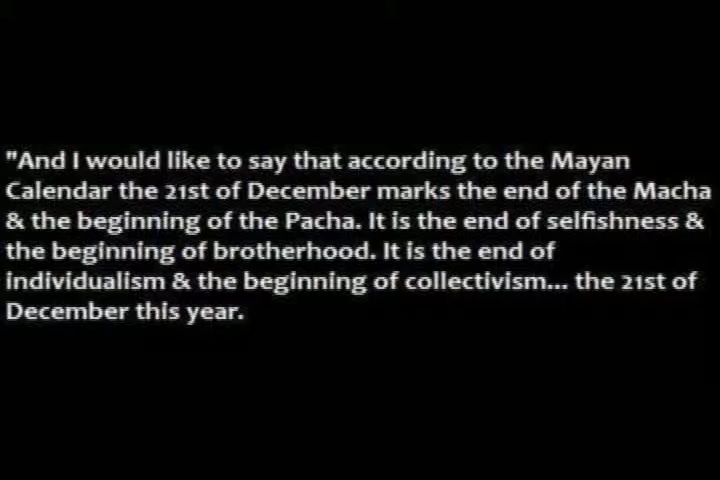 "And I would like to say that according to the Mayan
Calendar the 21st of December marks the end of the Macha
& the beginning of the Pacha. It is the end of selfishness &
the beginning of brotherhood. It is the end of
individualism & the beginning of collectivism... the 21st of
December this year.